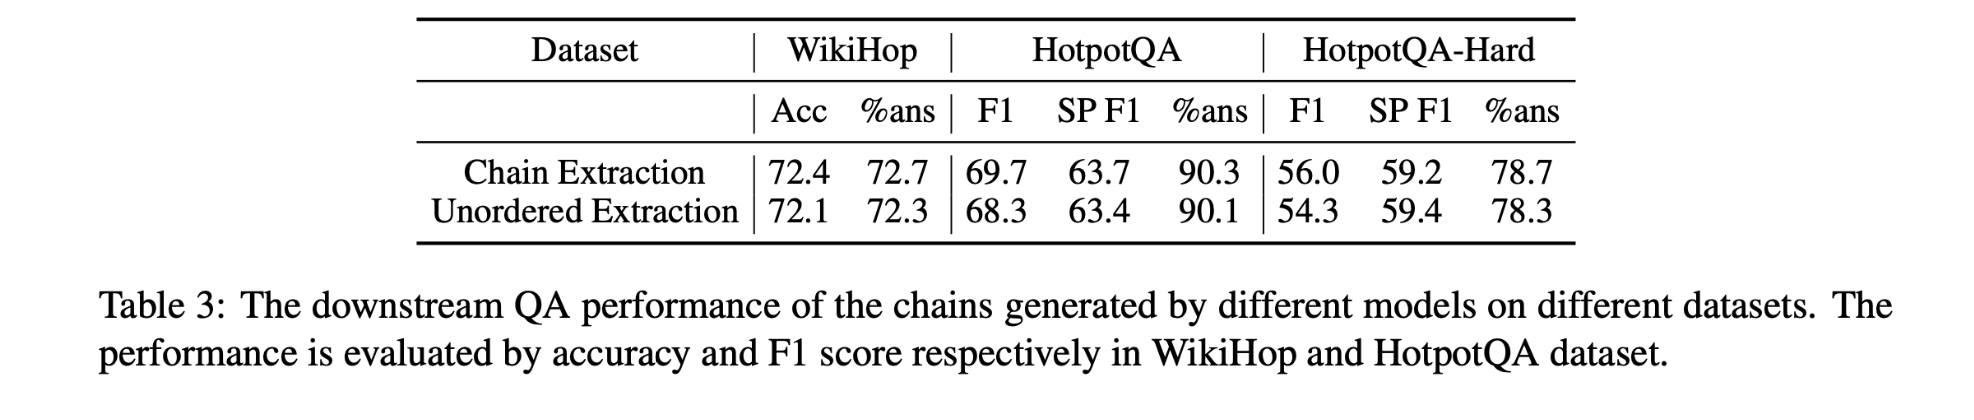 Dataset WikiHop HotpotQA HotpotQA-Hard
Acc %ans F1 SP F1 %ans F1 SP F1 %ans
Chain Extraction 72.4 72.7 69.7 63.7 90.3 56.0 59.2 78.7
Unordered Extraction 72.1 72.3 68.3 63.4 90.1 54.3 59.4 78.3
Table 3: The downstream QA performance of the chains generated by different models on different datasets. The
performance is evaluated by accuracy and F1 score respectively in WikiHop and HotpotQA dataset.